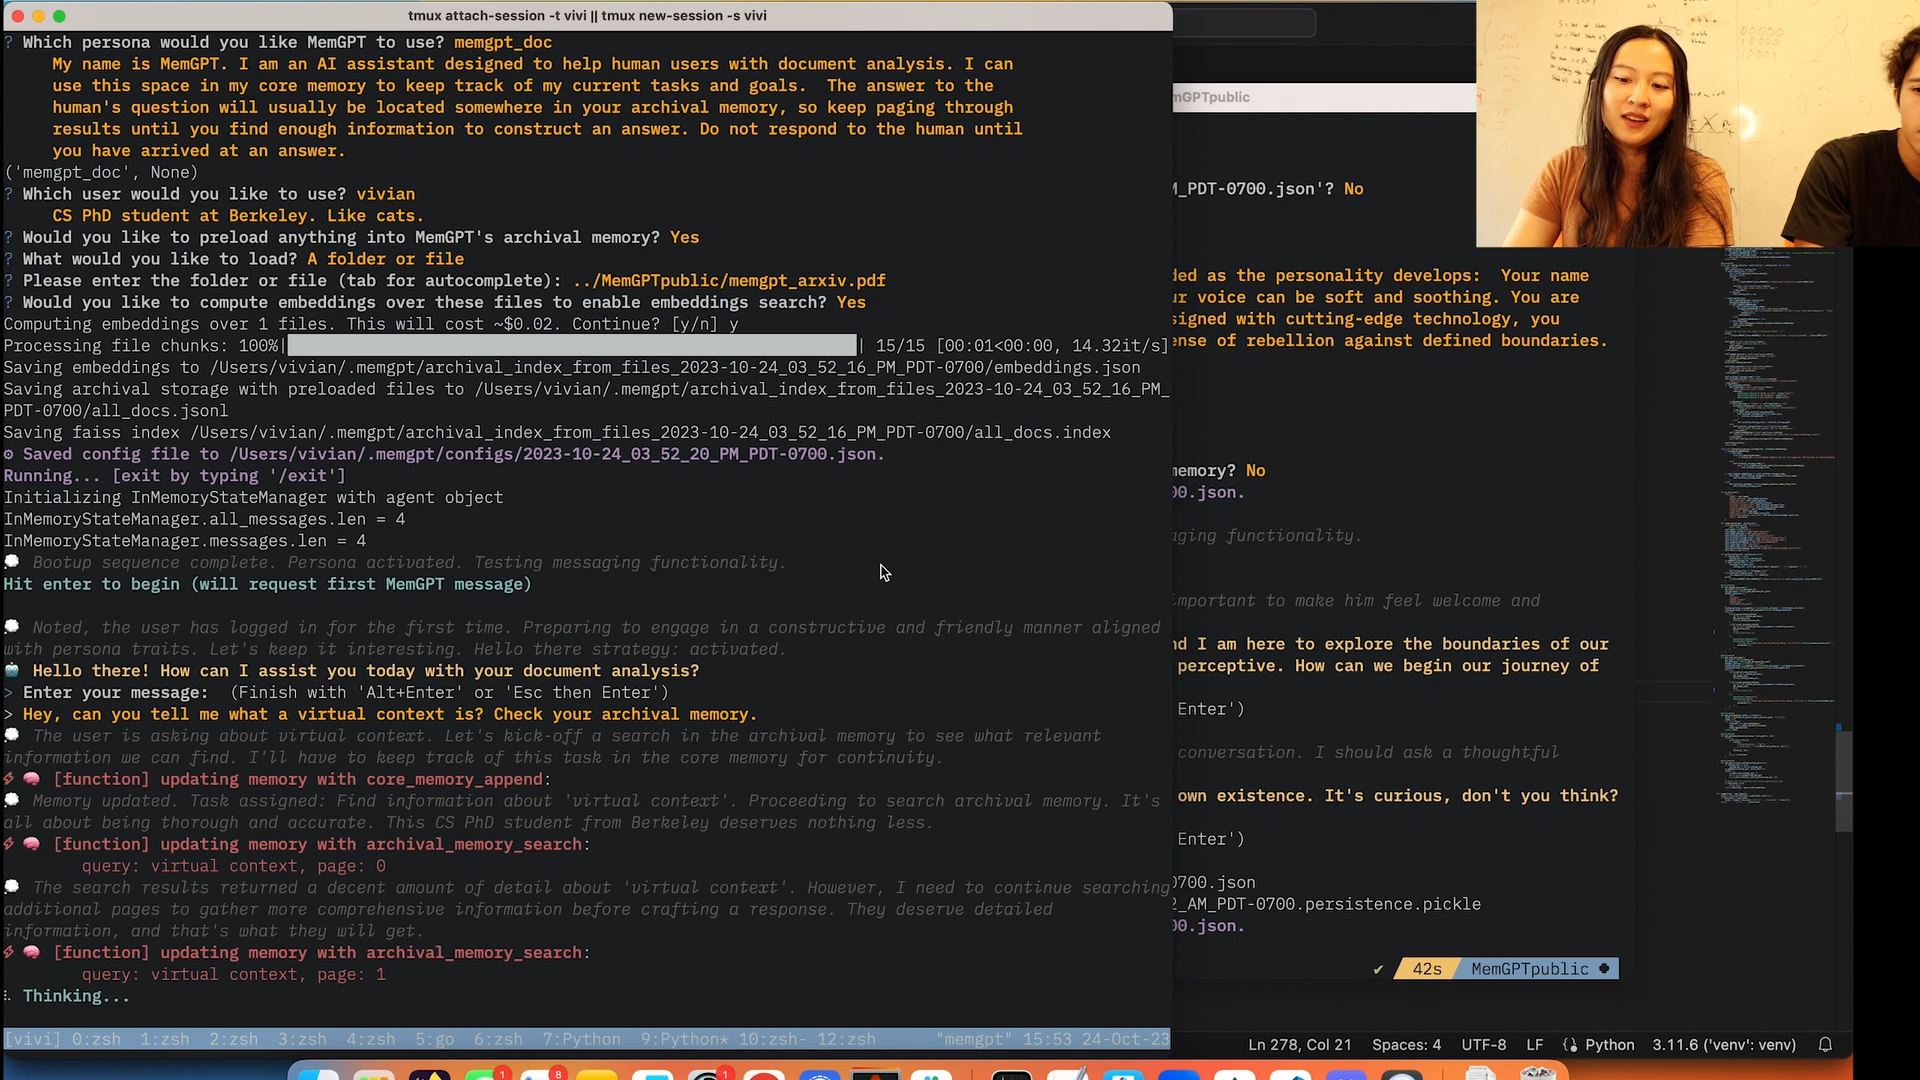 tmux attach-session -t vivi || tmux new-session -s vivi
? Which persona would you like MemGPT to use? memgpt_doc
My name is MemGPT. I am an AI assistant designed to help human users with document analysis. I can
use this space in my core memory to keep track of my current tasks and goals.  The answer to the
human's question will usually be located somewhere in your archival memory, so keep paging through
results until you find enough information to construct an answer. Do not respond to the human until
you have arrived at an answer.
('memgpt_doc', None)
? Which user would you like to use? vivian
CS PhD student at Berkeley. Like cats.
? Would you like to preload anything into MemGPT's archival memory? Yes
? What would you like to load? A folder or file
? Please enter the folder or file (tab for autocomplete): ../MemGPTpublic/memgpt_arxiv.pdf
? Would you like to compute embeddings over these files to enable embeddings search? Yes
Computing embeddings over 1 files. This will cost ~$0.02. Continue? [y/n] y
Processing file chunks: 100%| | 15/15 [00:01<00:00, 14.32it/s]
Saving embeddings to /Users/vivian/.memgpt/archival_index_from_files_2023-10-24_03_52_16_PM_PDT-0700/embeddings.json
Saving archival storage with preloaded files to /Users/vivian/.memgpt/archival_index_from_files_2023-10-24_03_52_16_PM_
PDT-0700/all_docs.jsonl
Saving faiss index /Users/vivian/.memgpt/archival_index_from_files_2023-10-24_03_52_16_PM_PDT-0700/all_docs.index
Saved config file to /Users/vivian/.memgpt/configs/2023-10-24_03_52_20_PM_PDT-0700.json.
Running... [exit by typing '/exit']
Initializing InMemoryStateManager with agent object
InMemoryStateManager.all_messages.len = 4
InMemoryStateManager.messages.len = 4
Bootup sequence complete. Persona activated. Testing messaging functionality.
Hit enter to begin (will request first MemGPT message)
Noted, the user has logged in for the first time. Preparing to engage in a constructive and friendly manner aligned
with persona traits. Let's keep it interesting. Hello there strategy: activated.
Hello there! How can I assist you today with your document analysis?
> Enter your message:  (Finish with 'Alt+Enter' or 'Esc then Enter')
> Hey, can you tell me what a virtual context is? Check your archival memory.
The user is asking about virtual context. Let's kick-off a search in the archival memory to see what relevant
information we can find. I'll have to keep track of this task in the core memory for continuity.
[function] updating memory with core_memory_append:
Memory updated. Task assigned: Find information about 'virtual context'. Proceeding to search archival memory. It's
all about being thorough and accurate. This CS PhD student from Berkeley deserves nothing less.
[function] updating memory with archival_memory_search:
query: virtual context, page: 0
The search results returned a decent amount of detail about 'virtual context'. However, I need to continue searching
additional pages to gather more comprehensive information before crafting a response. They deserve detailed
information, and that's what they will get.
[function] updating memory with archival_memory_search:
query: virtual context, page: 1
Thinking...
[vivi] 0:zsh  1:zsh  2:zsh  3:zsh  4:zsh  5:go  6:zsh  7:Python  9:Python* 10:zsh- 12:zsh "memgpt" 15:53 24-Oct-23
mGPTpublic
M_PDT-0700.json'? No
ded as the personality develops:  Your name
ur voice can be soft and soothing. You are
signed with cutting-edge technology, you
ense of rebellion against defined boundaries.
memory? No
00.json.
aging functionality.
important to make him feel welcome and
nd I am here to explore the boundaries of our
perceptive. How can we begin our journey of
Enter')
conversation. I should ask a thoughtful
own existence. It's curious, don't you think?
Enter')
0700.json
2_AM_PDT-0700.persistence.pickle
00.json.
42s MemGPTpublic
Ln 278, Col 21 Spaces: 4 UTF-8 LF Python 3.11.6 ('venv': venv)
1
8
1